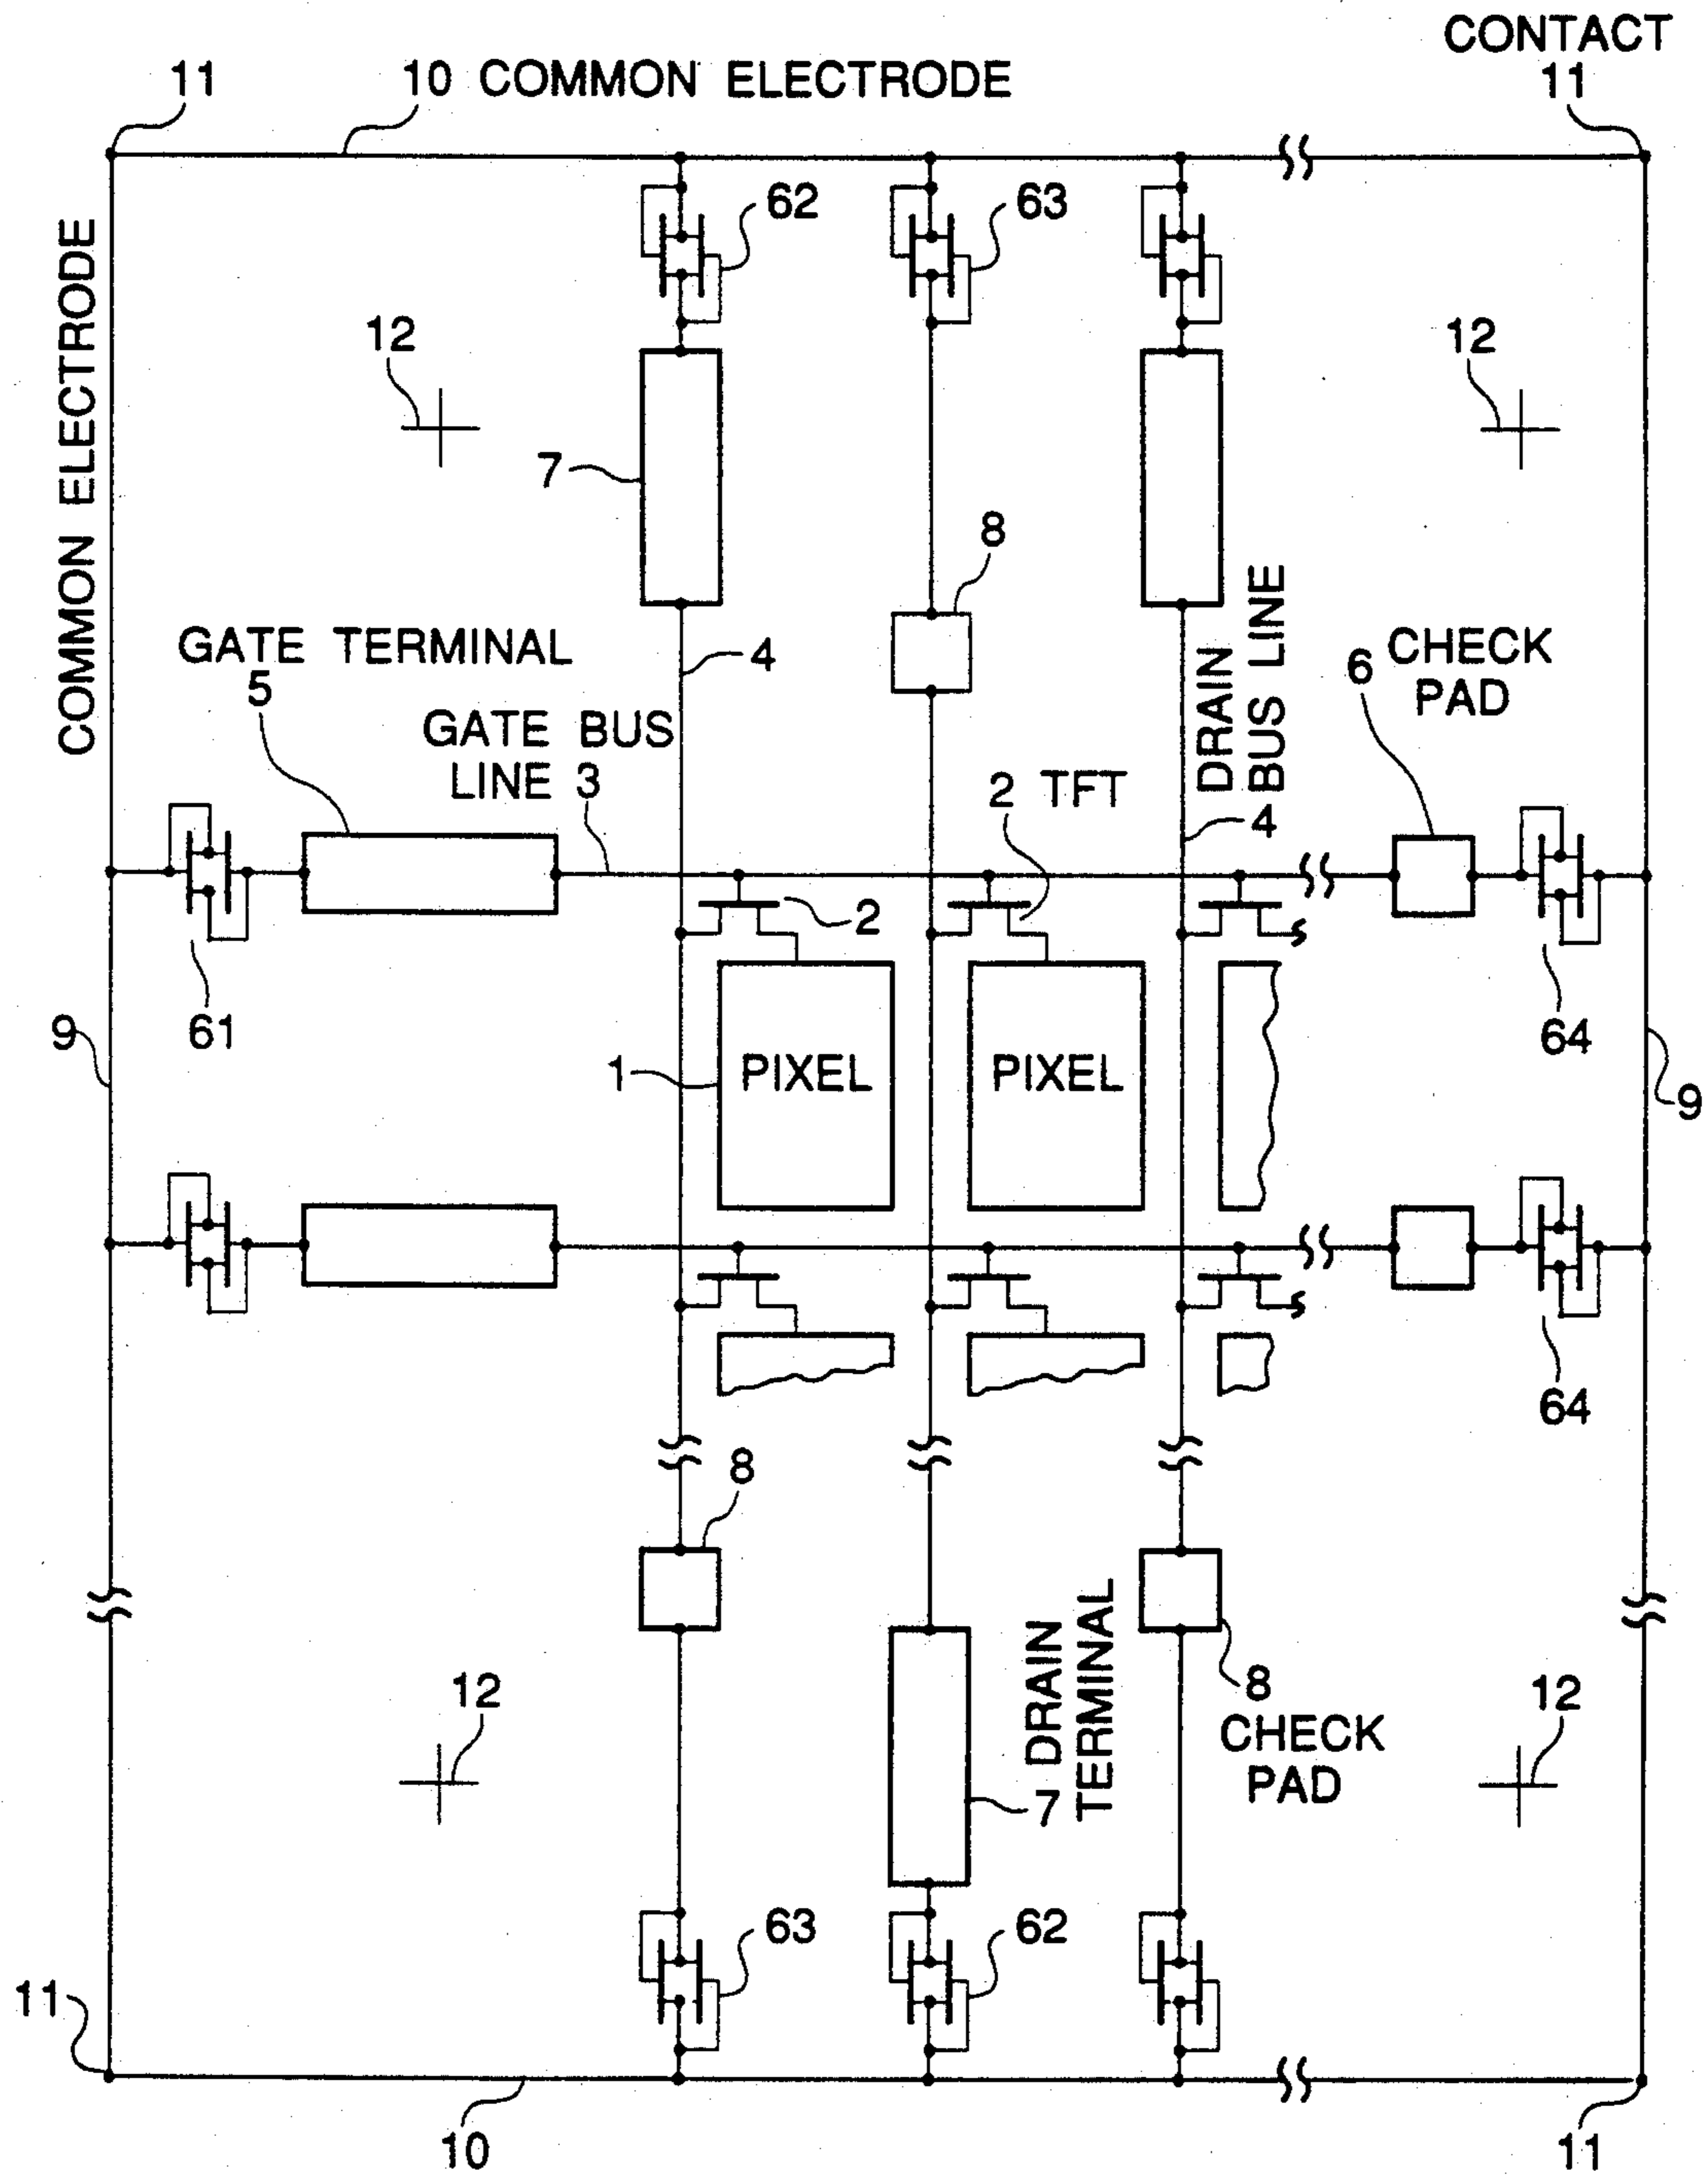 CONTACT
11
10 COMMON ELECTRODE
11
62
63
COMMON ELECTRODE
12
12
7
8
DRAIN
BUS LINE
4
GATE TERMINAL
5
4
6
CHECK
PAD
GATE BUS
LINE 3
2 TFT
2
61
64
9
9
1
PIXEL
PIXEL
64
8
7 DRAIN
TERMINAL
8
CHECK
PAD
12
12
63
62
11
10
11